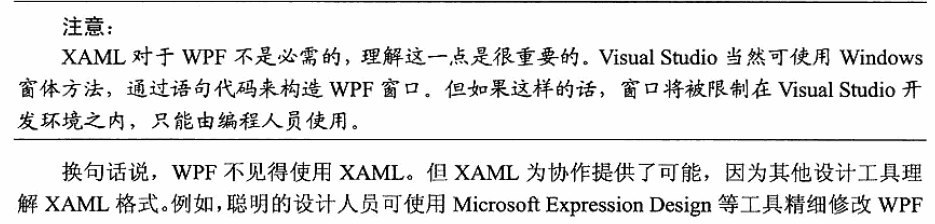 注意：
XAML 对于 WPF 不是必需的，理解这一点是很重要的。Visual Studio 当然可使用 Windows
窗体方法，通过语句代码来构造 WPF 窗口。但如果这样的话，窗口将被限制在 Visual Studio 开
发环境之内，只能由编程人员使用。
换句话说，WPF 不见得使用 XAML。但 XAML 为协作提供了可能，因为其他设计工具理
解 XAML 格式。例如，聪明的设计人员可使用 Microsoft Expression Design 等工具精细修改 WPF